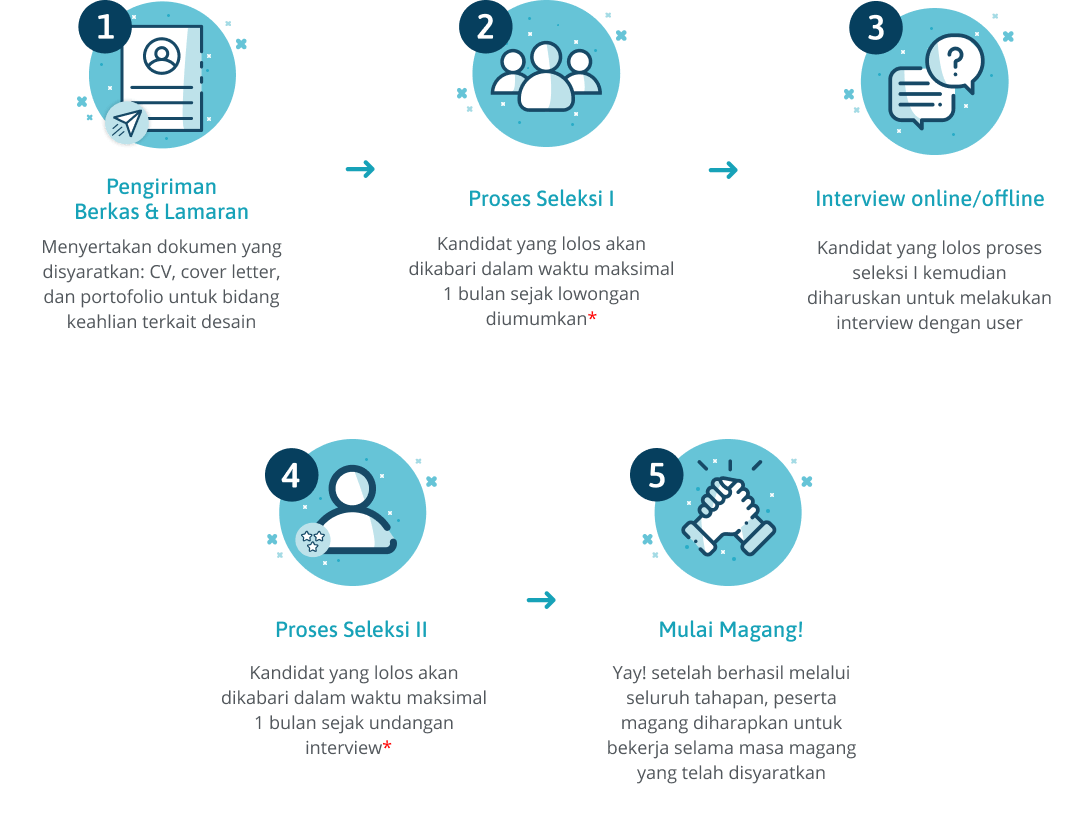 1
Pengiriman
Berkas & Lamaran
Menyertakan dokumen yang
disyaratkan: CV, cover letter,
dan portofolio untuk bidang
keahlian terkait desain
2
Proses Seleksi I
Kandidat yang lolos akan
dikabari dalam waktu maksimal
1 bulan sejak lowongan
diumumkan*
3
?
Interview online/offline
Kandidat yang lolos proses
seleksi I kemudian
diharuskan untuk melakukan
interview dengan user
4
Proses Seleksi II
Kandidat yang lolos akan
dikabari dalam waktu maksimal
1 bulan sejak undangan
interview*
5
Mulai Magang!
Yay! setelah berhasil melalui
seluruh tahapan, peserta
magang diharapkan untuk
bekerja selama masa magang
yang telah disyaratkan